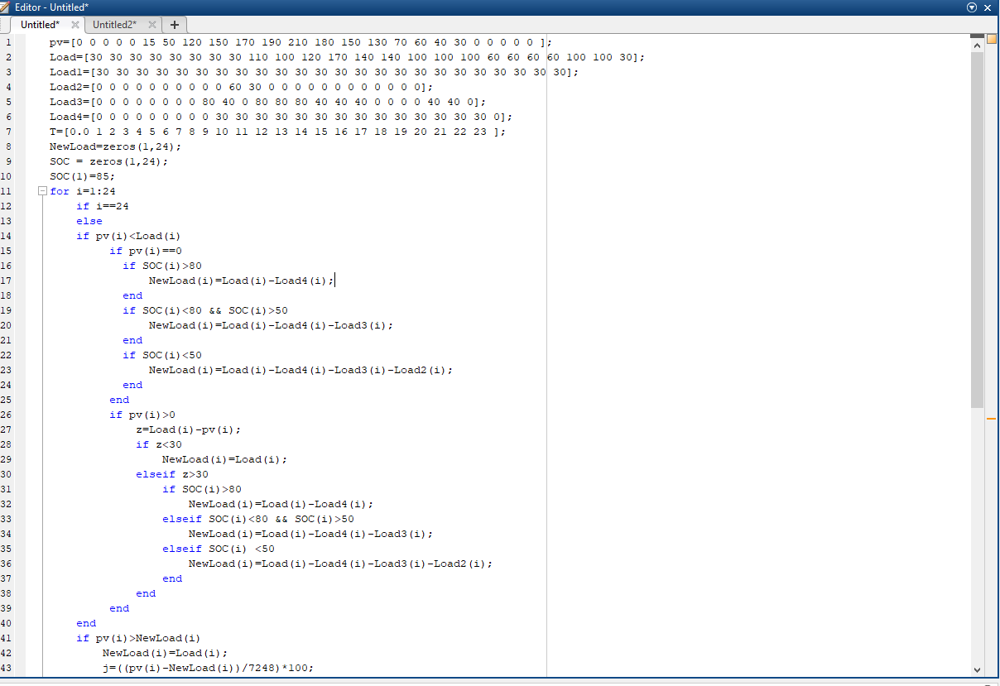 Editor - Untitled*
Untitled* Untitled2*
1 pv=[0 0 0 0 0 15 50 120 150 170 190 210 180 150 130 70 60 40 30 0 0 0 0 0 ];
2 Load=[30 30 30 30 30 30 30 30 110 100 120 170 140 140 100 100 100 60 60 60 60 100 100 30];
3 Load1=[30 30 30 30 30 30 30 30 30 30 30 30 30 30 30 30 30 30 30 30 30 30 30 30];
4 Load2=[0 0 0 0 0 0 0 0 0 0 60 30 0 0 0 0 0 0 0 0 0 0 0 0];
5 Load3=[0 0 0 0 0 0 0 0 80 40 0 80 80 80 40 40 40 0 0 0 0 40 40 0];
6 Load4=[0 0 0 0 0 0 0 0 0 30 30 30 30 30 30 30 30 30 30 30 30 30 30 0];
7 T=[0.0 1 2 3 4 5 6 7 8 9 10 11 12 13 14 15 16 17 18 19 20 21 22 23 ];
8 NewLoad=zeros(1,24);
9 SOC = zeros(1,24);
10 SOC(1)=85;
11 for i=1:24
12 if i==24
13 else
14 if pv(i)<Load(i)
15 if pv(i)==0
16 if SOC(i)>80
17 NewLoad(i)=Load(i)-Load4(i);
18 end
19 if SOC(i)<80 && SOC(i)>50
20 NewLoad(i)=Load(i)-Load4(i)-Load3(i);
21 end
22 if SOC(i)<50
23 NewLoad(i)=Load(i)-Load4(i)-Load3(i)-Load2(i);
24 end
25 end
26 if pv(i)>0
27 z=Load(i)-pv(i);
28 if z<30
29 NewLoad(i)=Load(i);
30 elseif z>30
31 if SOC(i)>80
32 NewLoad(i)=Load(i)-Load4(i);
33 elseif SOC(i)<80 && SOC(i)>50
34 NewLoad(i)=Load(i)-Load4(i)-Load3(i);
35 elseif SOC(i) <50
36 NewLoad(i)=Load(i)-Load4(i)-Load3(i)-Load2(i);
37 end
38 end
39 end
40 end
41 if pv(i)>NewLoad(i)
42 NewLoad(i)=Load(i);
43 j=((pv(i)-NewLoad(i))/7248)*100;